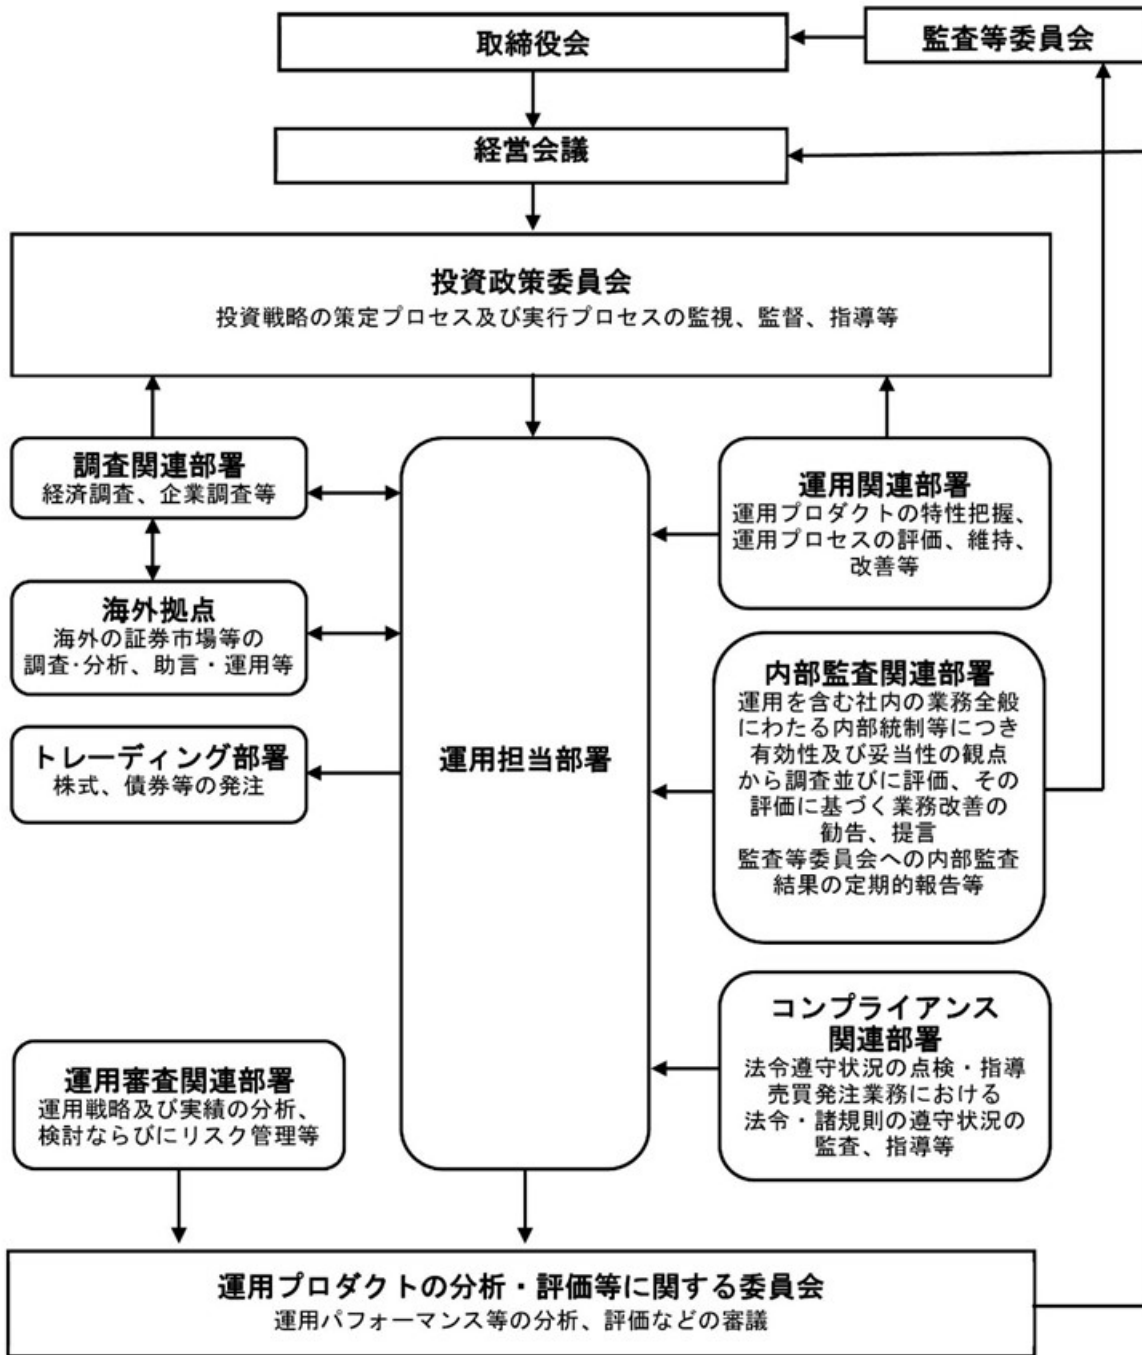 取締役会
監査等委員会
経営会議
投資政策委員会
投資戦略の策定プロセス及び実行プロセスの監視、監督、指導等
調査関連部署
経済調査、企業調査等
海外拠点
海外の証券市場等の
調査・分析、助言・運用等
トレーディング部署
株式、債券等の発注
運用担当部署
運用関連部署
運用プロダクトの特性把握、
運用プロセスの評価、維持、
改善等
内部監査関連部署
運用を含む社内の業務全般
にわたる内部統制等につき
有効性及び妥当性の観点
から調査並びに評価、その
評価に基づく業務改善の
勧告、提言
監査等委員会への内部監査
結果の定期的報告等
コンプライアンス
関連部署
法令遵守状況の点検・指導
売買発注業務における
法令・諸規則の遵守状況の
監査、指導等
運用審査関連部署
運用戦略及び実績の分析、
検討ならびにリスク管理等
運用プロダクトの分析・評価等に関する委員会
運用パフォーマンス等の分析、評価などの審議